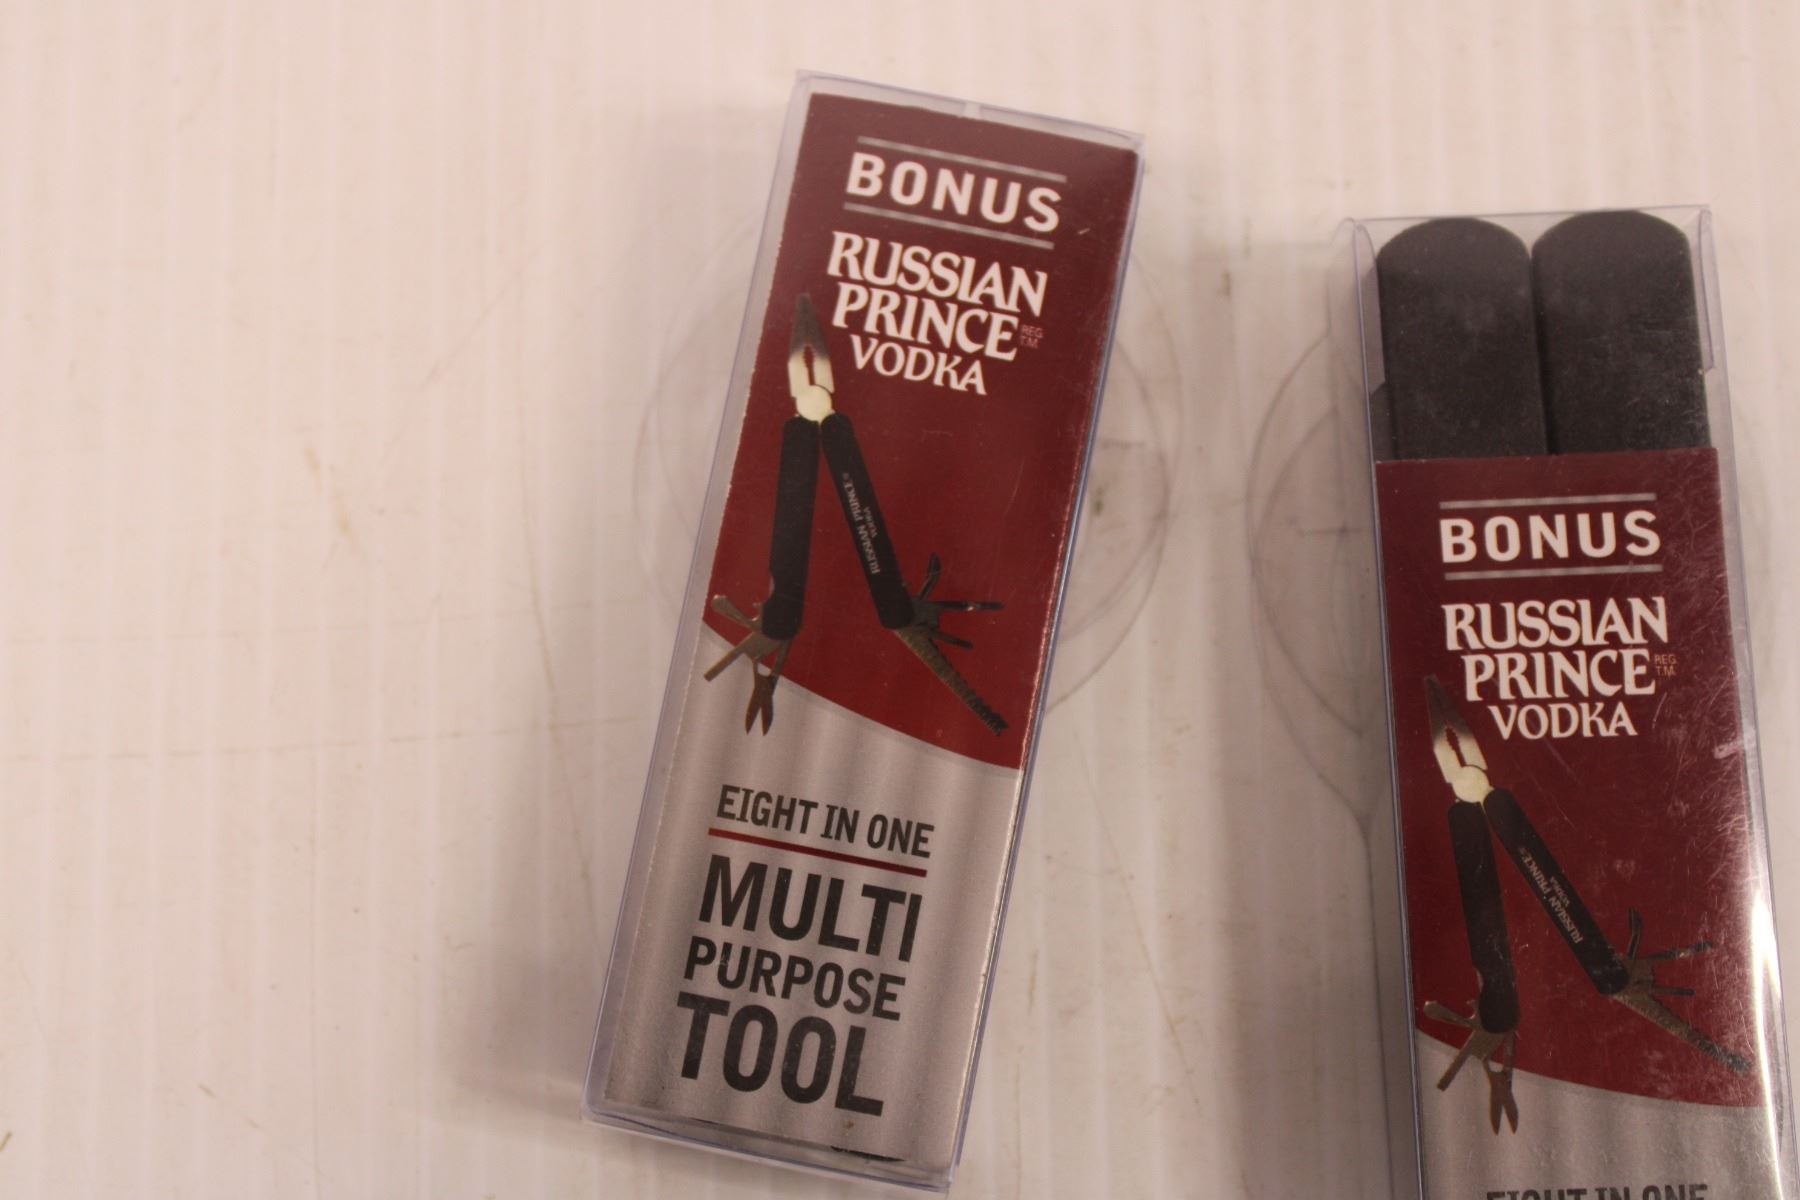 BONUS
RUSSIAN
PRINCE REG. T.M.
VODKA
RUSSIAN PRINCE®
VODKA
EIGHT IN ONE
MULTI
PURPOSE
TOOL
BONUS
RUSSIAN
PRINCE REG. T.M.
VODKA
RUSSIAN PRINCE®
VODKA
EIGHT IN ONE